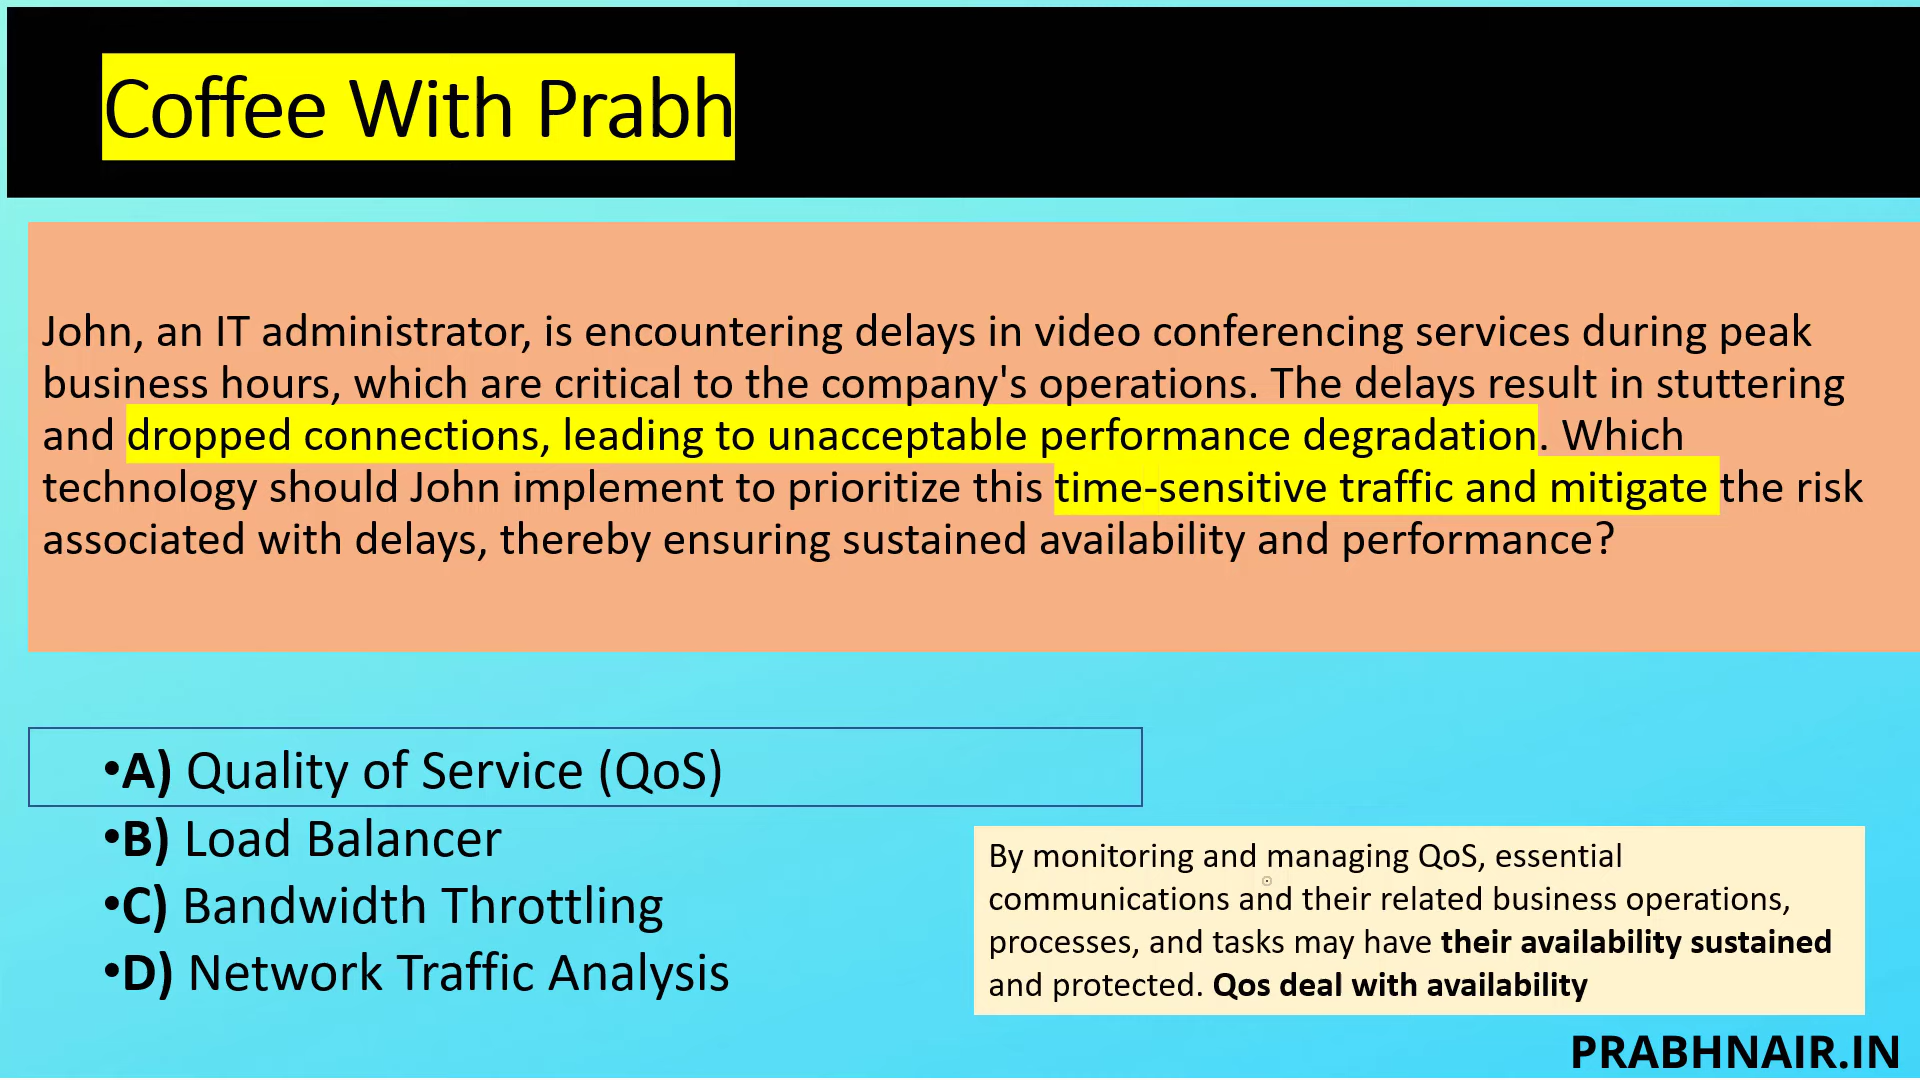 Coffee With Prabh
John, an IT administrator, is encountering delays in video conferencing services during peak
business hours, which are critical to the company's operations. The delays result in stuttering
and dropped connections, leading to unacceptable performance degradation. Which
technology should John implement to prioritize this time-sensitive traffic and mitigate the risk
associated with delays, thereby ensuring sustained availability and performance?
•A) Quality of Service (QoS)
•B) Load Balancer
•C) Bandwidth Throttling
•D) Network Traffic Analysis
By monitoring and managing QoS, essential
communications and their related business operations,
processes, and tasks may have their availability sustained
and protected. Qos deal with availability
PRABHNAIR.IN